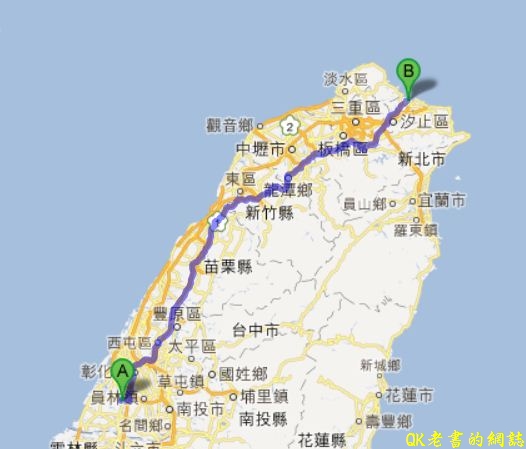 淡水區
B
三重區
汐止區
觀音鄉
2
中壢市
板橋區
新北市
東區
龍潭鄉
員山鄉
宜蘭市
新竹縣
羅東鎮
1
苗栗縣
豐原區
台中市
西屯區
太平區
A
彰化
國姓鄉
新城鄉
草屯鎮
員林鎮
埔里鎮
花蓮市
南投市
南投縣
壽豐鄉
名間鄉
雲林縣
斗六市
花蓮縣
QK老書的網誌